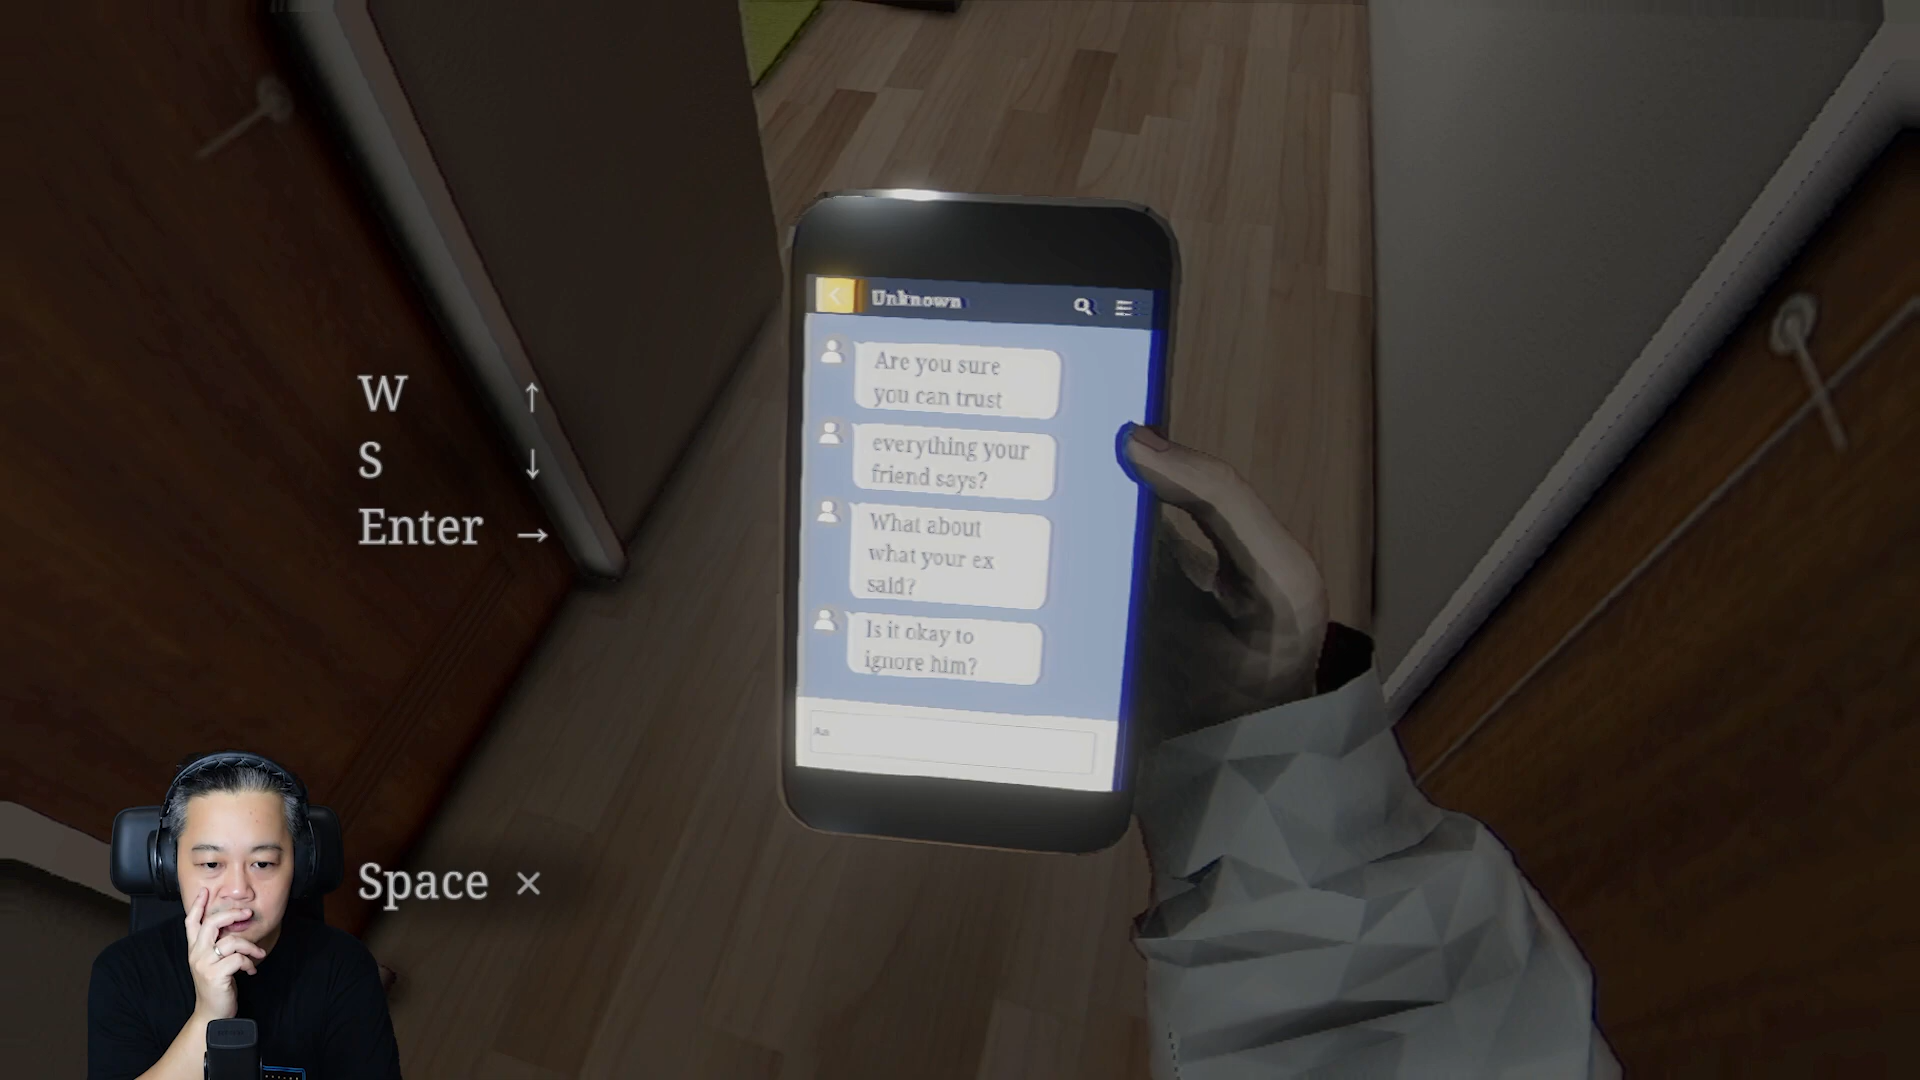 Unknown
Are you sure
you can trust
everything your
friend says?
What about
what your ex
said?
Is it okay to
ignore him?
Aa
W ↑
S ↓
Enter →
Space ×